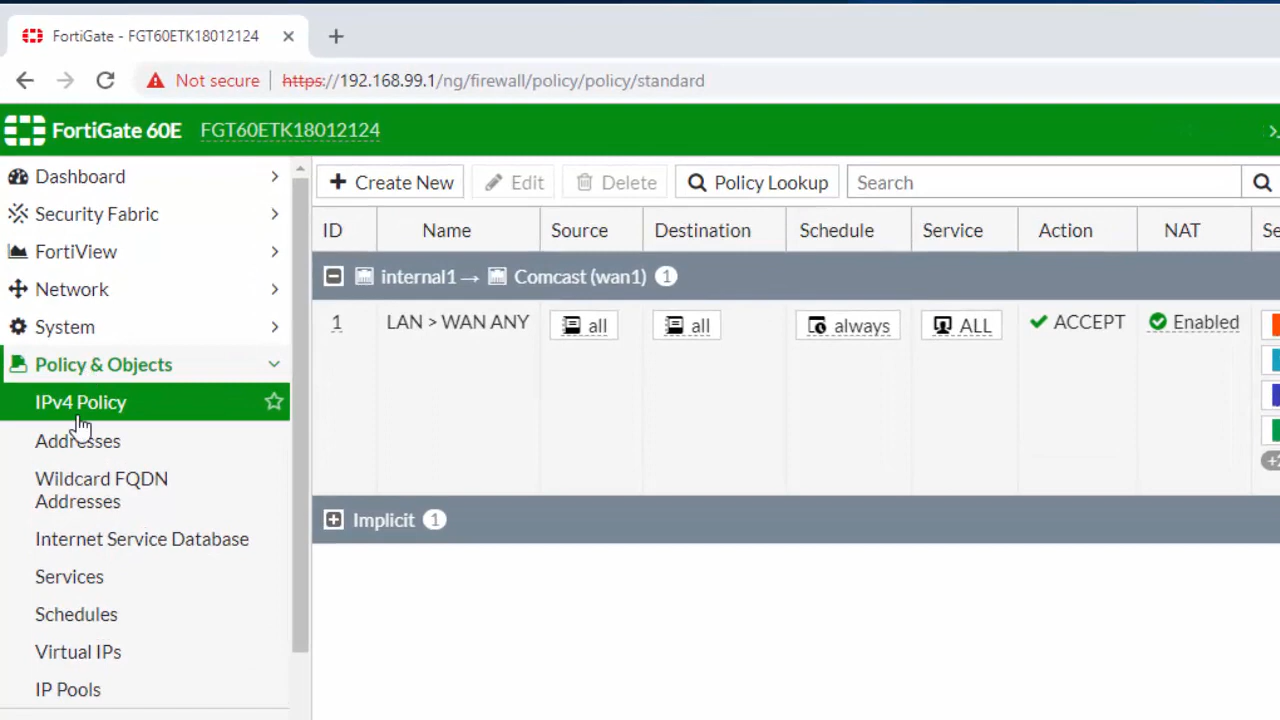 FortiGate - FGT60ETK18012124
Not secure https://192.168.99.1/ng/firewall/policy/policy/standard
FortiGate 60E FGT60ETK18012124
Dashboard
Security Fabric
FortiView
Network
System
Policy & Objects
IPv4 Policy
Addresses
Wildcard FQDN
Addresses
Internet Service Database
Services
Schedules
Virtual IPs
IP Pools
Create New Edit Delete Policy Lookup Search
ID Name Source Destination Schedule Service Action NAT
internal1 → Comcast (wan1) 1
1 LAN > WAN ANY all all always ALL ACCEPT Enabled
Implicit 1